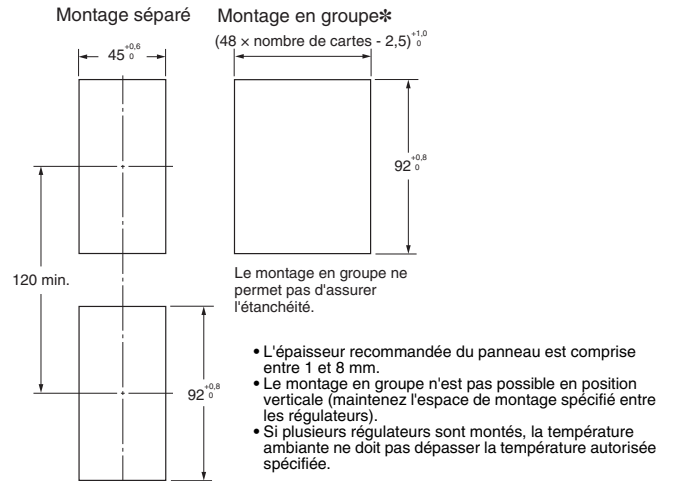 Montage séparé
Montage en groupe✻
(48 × nombre de cartes - 2,5) +1,0 0
45 +0,6 0
92 +0,8 0
120 min.
Le montage en groupe ne
permet pas d'assurer
l'étanchéité.
92 +0,8 0
• L'épaisseur recommandée du panneau est comprise
entre 1 et 8 mm.
• Le montage en groupe n'est pas possible en position
verticale (maintenez l'espace de montage spécifié entre
les régulateurs).
• Si plusieurs régulateurs sont montés, la température
ambiante ne doit pas dépasser la température autorisée
spécifiée.